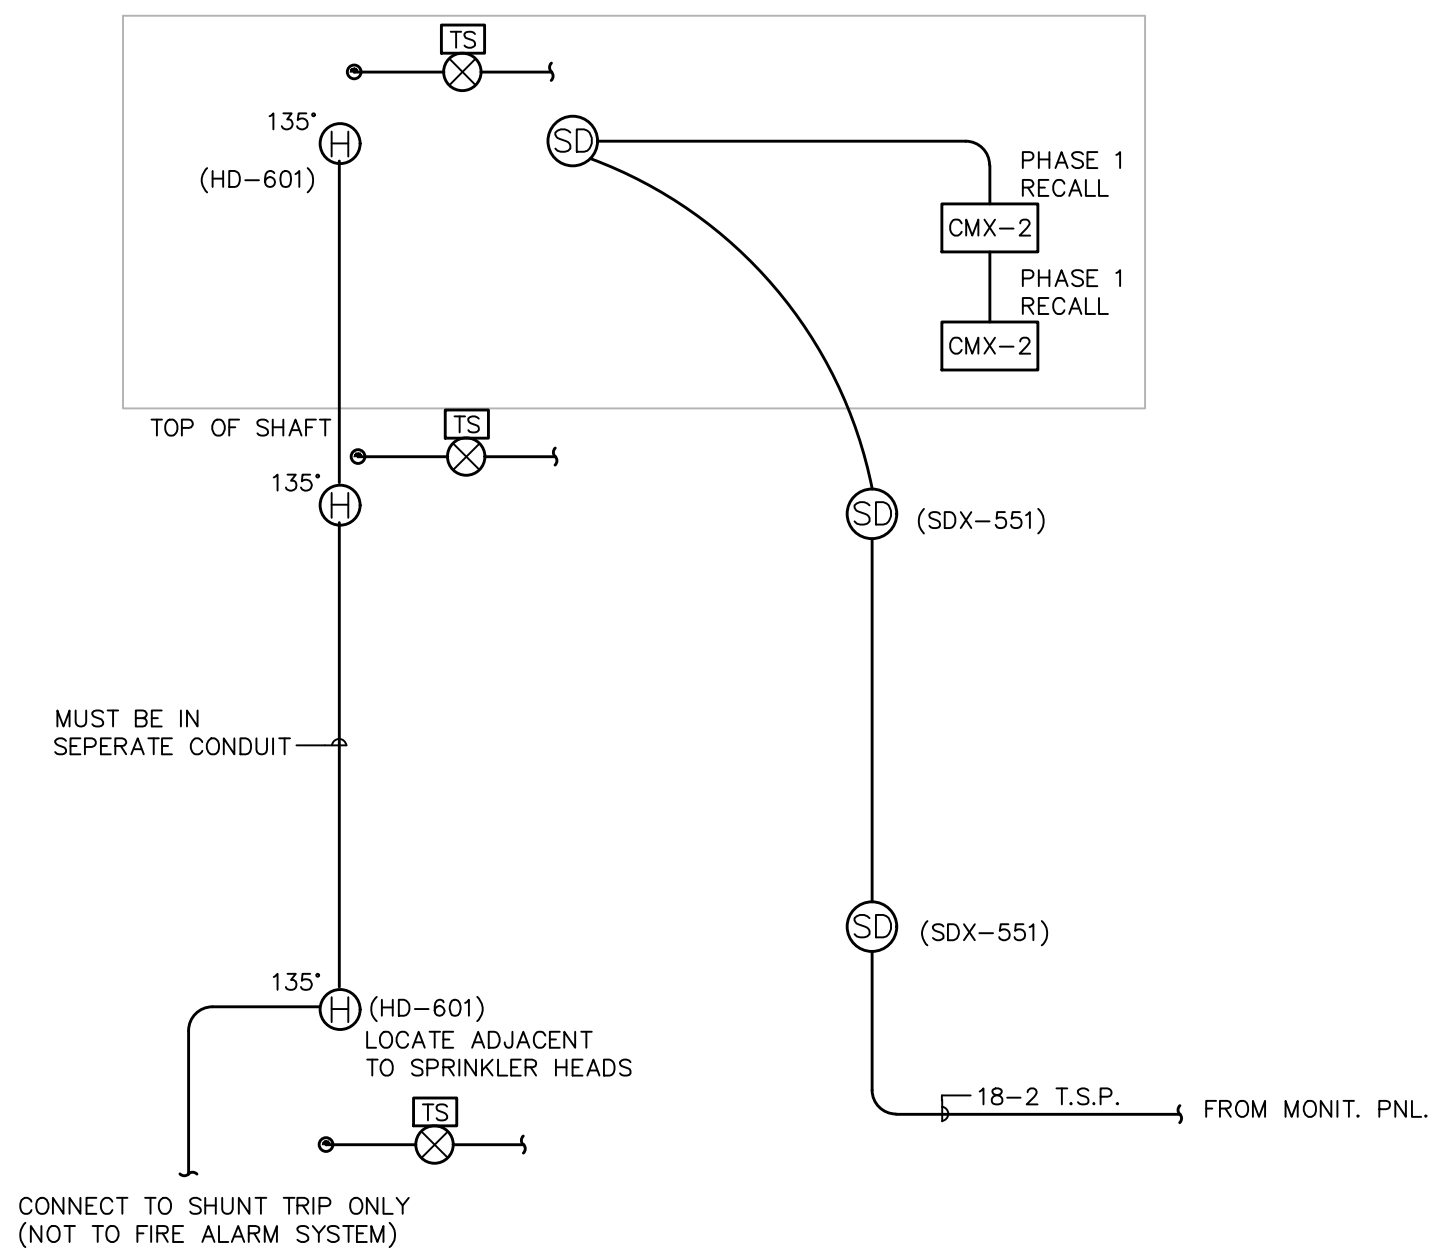 TS
135°
H
(HD-601)
SD
PHASE 1
RECALL
CMX-2
PHASE 1
RECALL
CMX-2
TOP OF SHAFT
TS
135°
H
SD
(SDX-551)
MUST BE IN
SEPERATE CONDUIT
SD
(SDX-551)
135°
H
(HD-601)
LOCATE ADJACENT
TO SPRINKLER HEADS
TS
18-2 T.S.P.
FROM MONIT. PNL.
CONNECT TO SHUNT TRIP ONLY
(NOT TO FIRE ALARM SYSTEM)